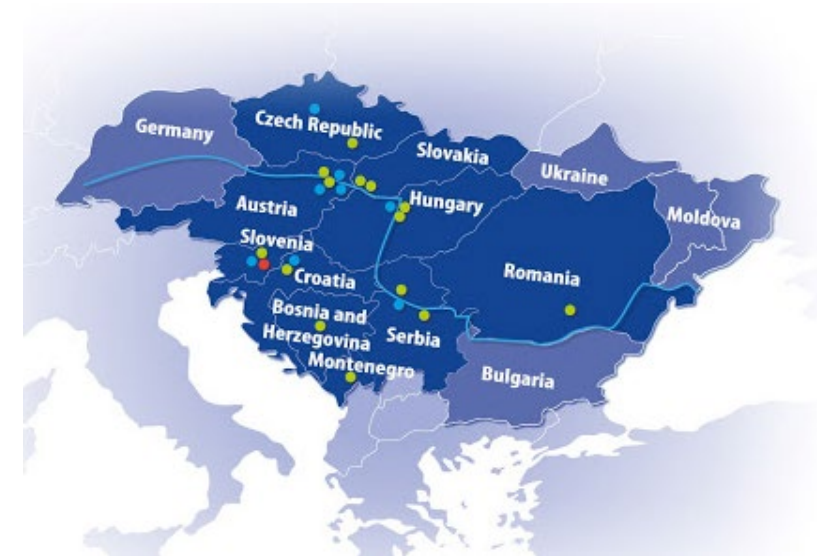 Germany
Czech Republic
Slovakia
Ukraine
Moldova
Austria
Hungary
Slovenia
Croatia
Romania
Bosnia and
Herzegovina
Serbia
Montenegro
Bulgaria